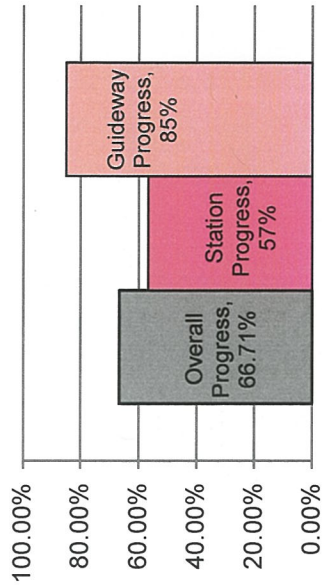 100.00%
80.00%
60.00%
40.00%
20.00%
0.00%
Overall
Progress,
66.71%
Station
Progress,
57%
Guideway
Progress,
85%